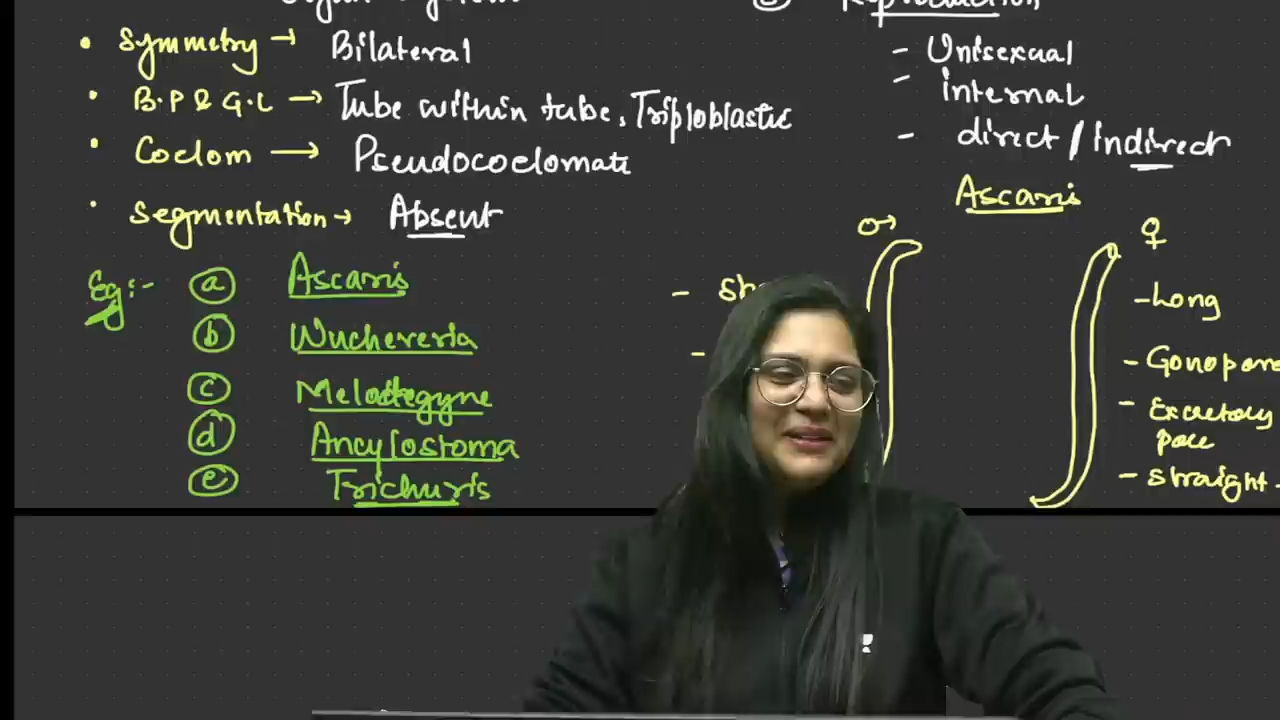 • Symmetry → Bilateral
• B.P & G.L → Tube within tube, Triploblastic
• Coelom → Pseudocoelomate
• Segmentation → Absent
Eg:-
a Ascaris
b Wuchereria
c
d Ancylostoma
e Trichuris
Reproduction
- Unisexual
- internal
- direct / indirect
Ascaris
♂
♀
- Long
- Gonopore
- Excretory
pore
- straight